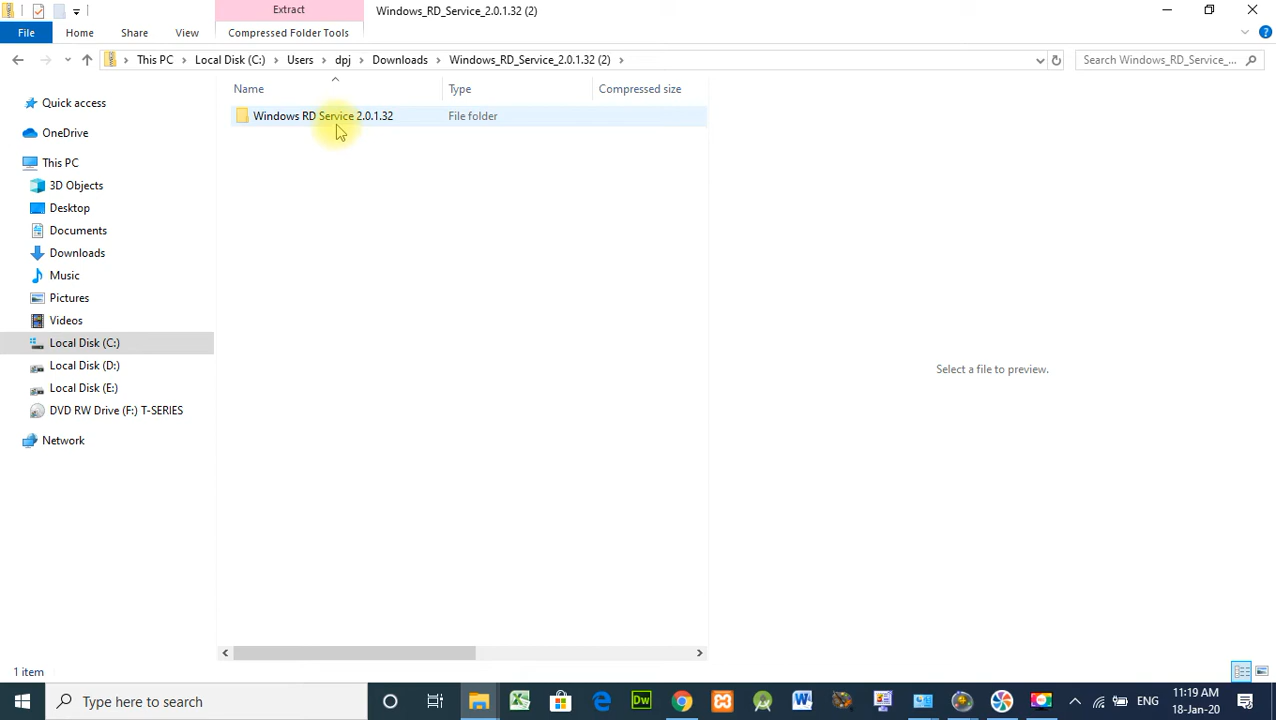 Extract
Windows_RD_Service_2.0.1.32 (2)
File
Home
Share
View
Compressed Folder Tools
This PC
Local Disk (C:)
Users
dpj
Downloads
Windows_RD_Service_2.0.1.32 (2)
Search Windows_RD_Service_...
Name
Type
Compressed size
Windows RD Service 2.0.1.32
File folder
Quick access
OneDrive
This PC
3D Objects
Desktop
Documents
Downloads
Music
Pictures
Videos
Local Disk (C:)
Local Disk (D:)
Local Disk (E:)
DVD RW Drive (F:) T-SERIES
Network
Select a file to preview.
1 item
Type here to search
Dw
ENG
11:19 AM
18-Jan-20